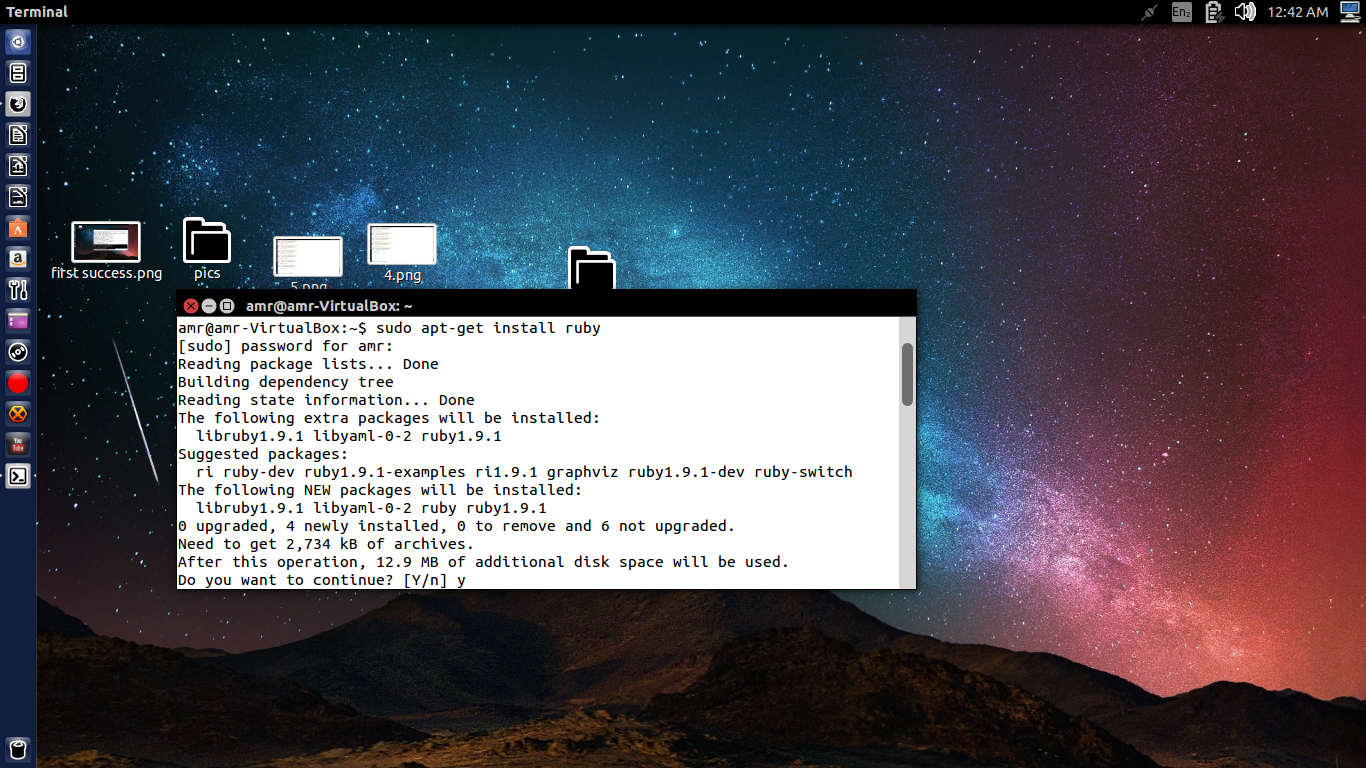 Terminal
En₂
12:42 AM
first success.png
pics
5.png
4.png
amr@amr-VirtualBox: ~
amr@amr-VirtualBox:~$ sudo apt-get install ruby
[sudo] password for amr:
Reading package lists... Done
Building dependency tree
Reading state information... Done
The following extra packages will be installed:
  libruby1.9.1 libyaml-0-2 ruby1.9.1
Suggested packages:
  ri ruby-dev ruby1.9.1-examples ri1.9.1 graphviz ruby1.9.1-dev ruby-switch
The following NEW packages will be installed:
  libruby1.9.1 libyaml-0-2 ruby ruby1.9.1
0 upgraded, 4 newly installed, 0 to remove and 6 not upgraded.
Need to get 2,734 kB of archives.
After this operation, 12.9 MB of additional disk space will be used.
Do you want to continue? [Y/n] y
You
Tube